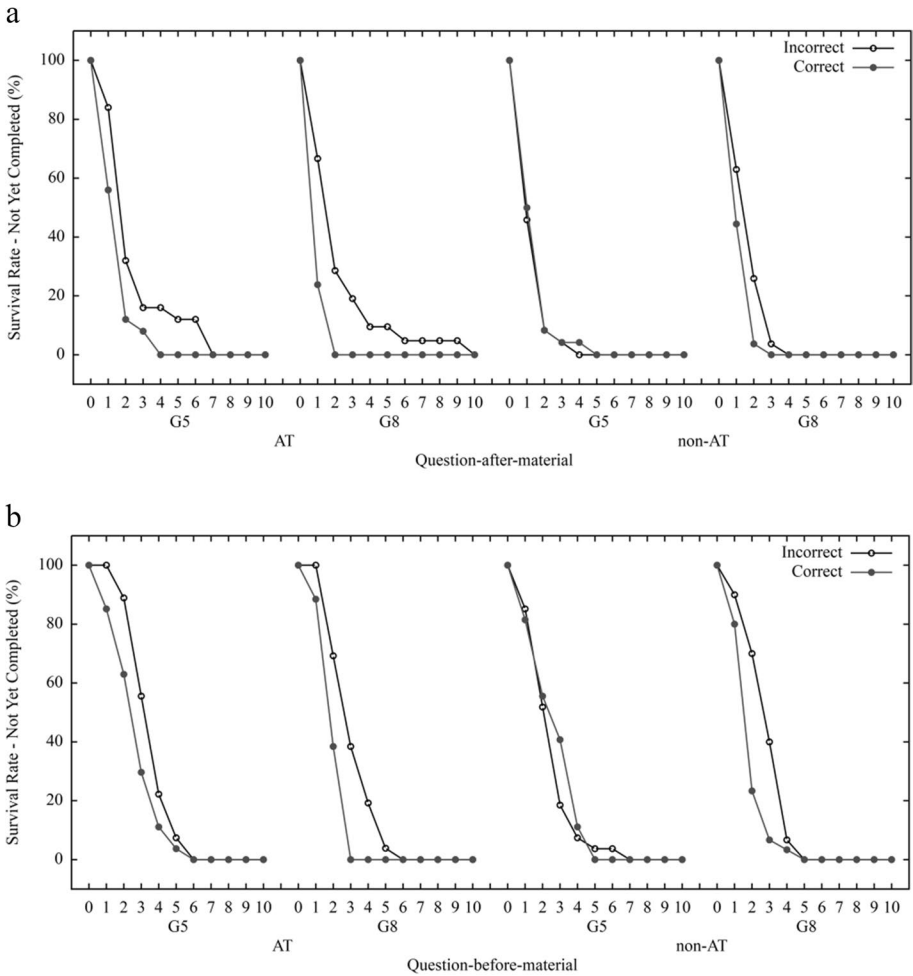 a
Incorrect
Correct
Survival Rate - Not Yet Completed (%)
100
80
60
40
20
0
0 1 2 3 4 5 6 7 8 9 10 0 1 2 3 4 5 6 7 8 9 10 0 1 2 3 4 5 6 7 8 9 10 0 1 2 3 4 5 6 7 8 9 10
G5 G8 G5 G8
AT non-AT
Question-after-material
b
Incorrect
Correct
Survival Rate - Not Yet Completed (%)
100
80
60
40
20
0
0 1 2 3 4 5 6 7 8 9 10 0 1 2 3 4 5 6 7 8 9 10 0 1 2 3 4 5 6 7 8 9 10 0 1 2 3 4 5 6 7 8 9 10
G5 G8 G5 G8
AT non-AT
Question-before-material